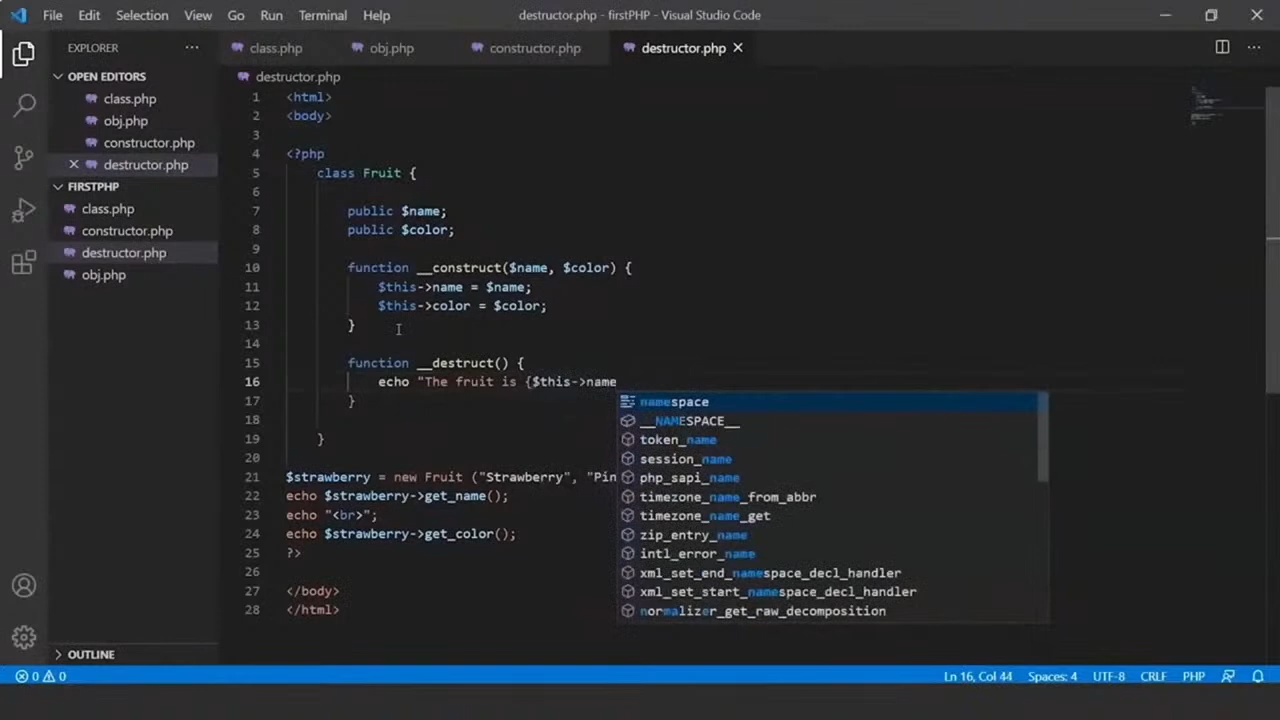 File Edit Selection View Go Run Terminal Help destructor.php - firstPHP - Visual Studio Code
EXPLORER
OPEN EDITORS
class.php
obj.php
constructor.php
destructor.php
FIRSTPHP
class.php
constructor.php
destructor.php
obj.php
OUTLINE
class.php obj.php constructor.php destructor.php
destructor.php
1 <html>
2 <body>
3
4 <?php
5 class Fruit {
6
7 public $name;
8 public $color;
9
10 function __construct($name, $color) {
11 $this->name = $name;
12 $this->color = $color;
13 }
14
15 function __destruct() {
16 echo "The fruit is {$this->name
17 }
18
19 }
20
21 $strawberry = new Fruit ("Strawberry", "Pin
22 echo $strawberry->get_name();
23 echo "<br>";
24 echo $strawberry->get_color();
25 ?>
26
27 </body>
28 </html>
namespace
__NAMESPACE__
token_name
session_name
php_sapi_name
timezone_name_from_abbr
timezone_name_get
zip_entry_name
intl_error_name
xml_set_end_namespace_decl_handler
xml_set_start_namespace_decl_handler
normalizer_get_raw_decomposition
0 0 Ln 16, Col 44 Spaces: 4 UTF-8 CRLF PHP